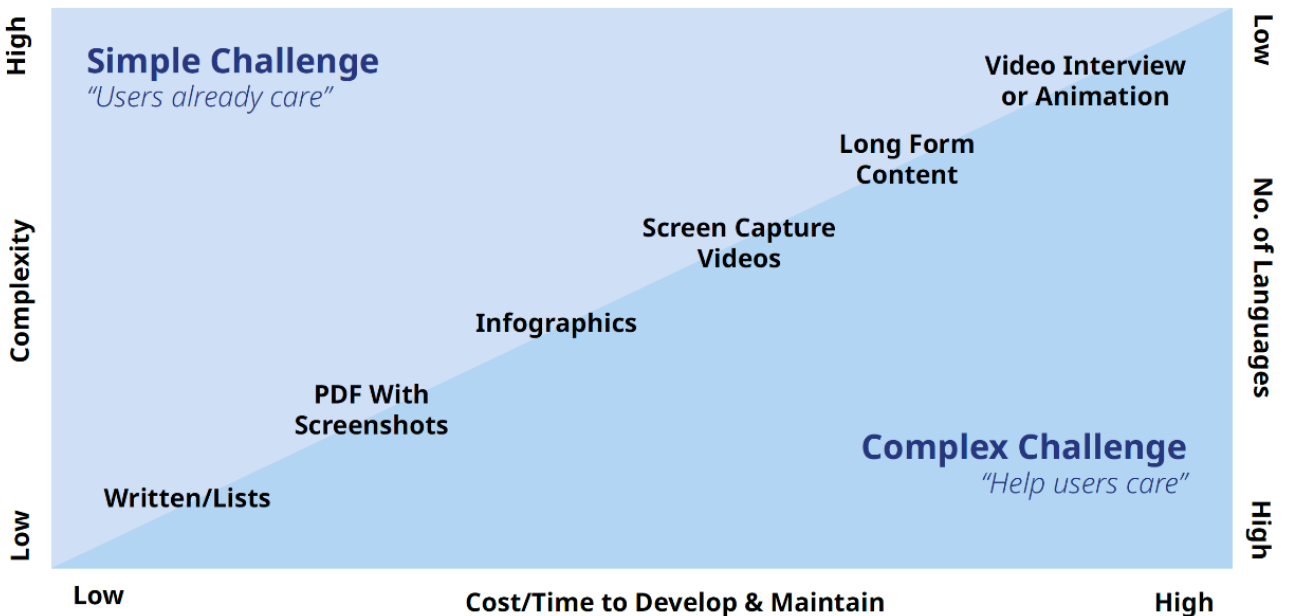 High
Complexity
Low
Simple Challenge
“Users already care”
Video Interview
or Animation
Long Form
Content
Screen Capture
Videos
Infographics
PDF With
Screenshots
Written/Lists
Complex Challenge
“Help users care”
Low
No. of Languages
High
Low
Cost/Time to Develop & Maintain
High